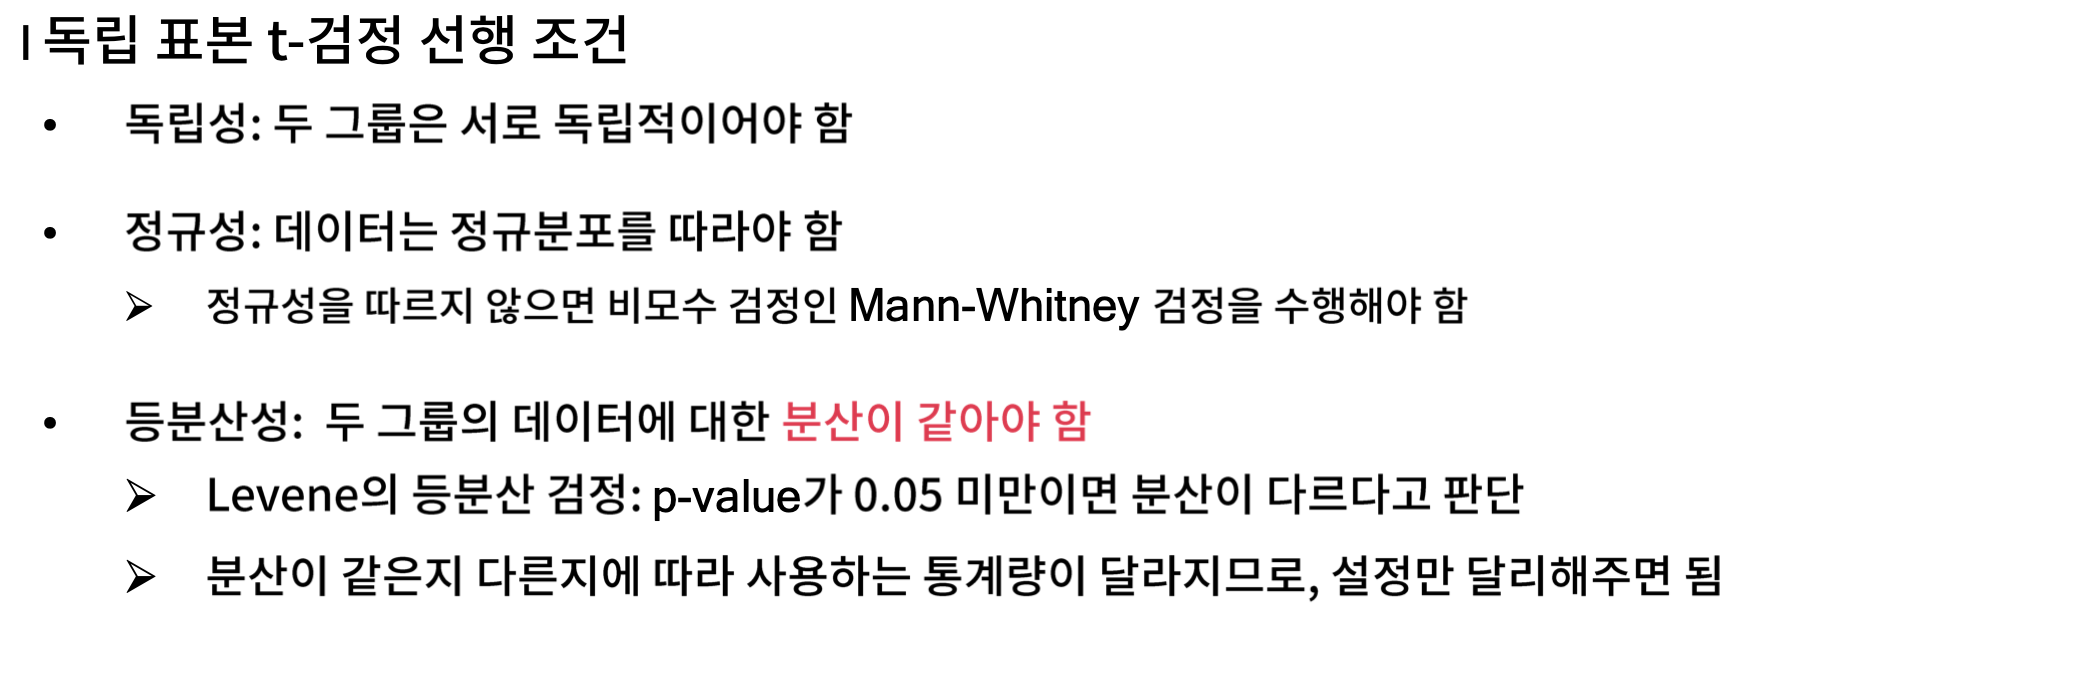 I 독립 표본 t-검정 선행 조건
• 독립성: 두 그룹은 서로 독립적이어야 함
• 정규성: 데이터는 정규분포를 따라야 함
➢ 정규성을 따르지 않으면 비모수 검정인 Mann-Whitney 검정을 수행해야 함
• 등분산성: 두 그룹의 데이터에 대한 분산이 같아야 함
➢ Levene의 등분산 검정: p-value가 0.05 미만이면 분산이 다르다고 판단
➢ 분산이 같은지 다른지에 따라 사용하는 통계량이 달라지므로, 설정만 달리해주면 됨